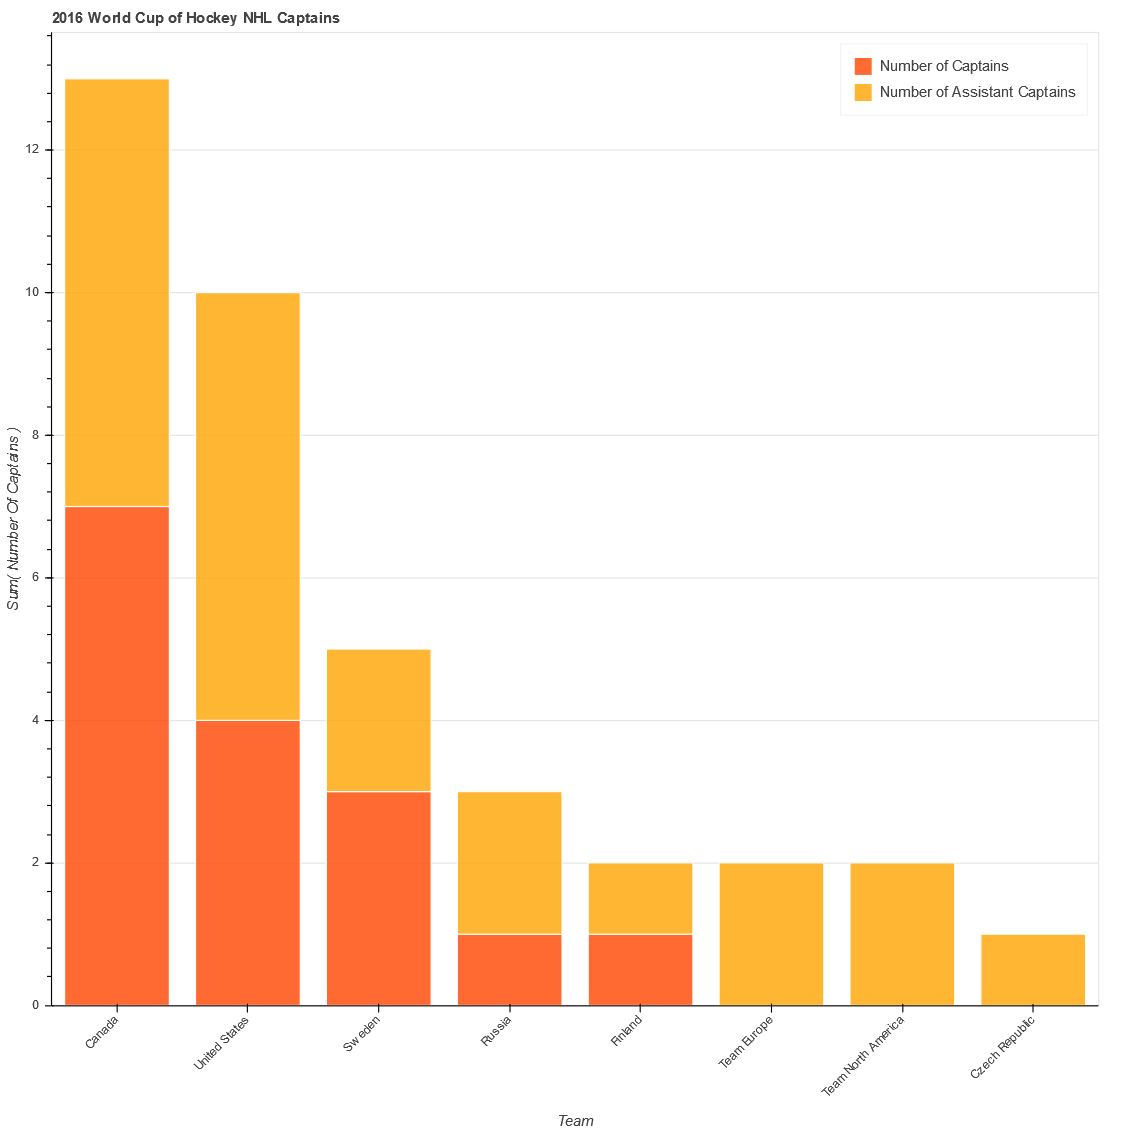 2016 World Cup of Hockey NHL Captains
Number of Captains
Number of Assistant Captains
12
10
8
6
4
2
0
Sum( Number Of Captains )
Canada
United States
Sweden
Russia
Finland
Team Europe
Team North America
Czech Republic
Team